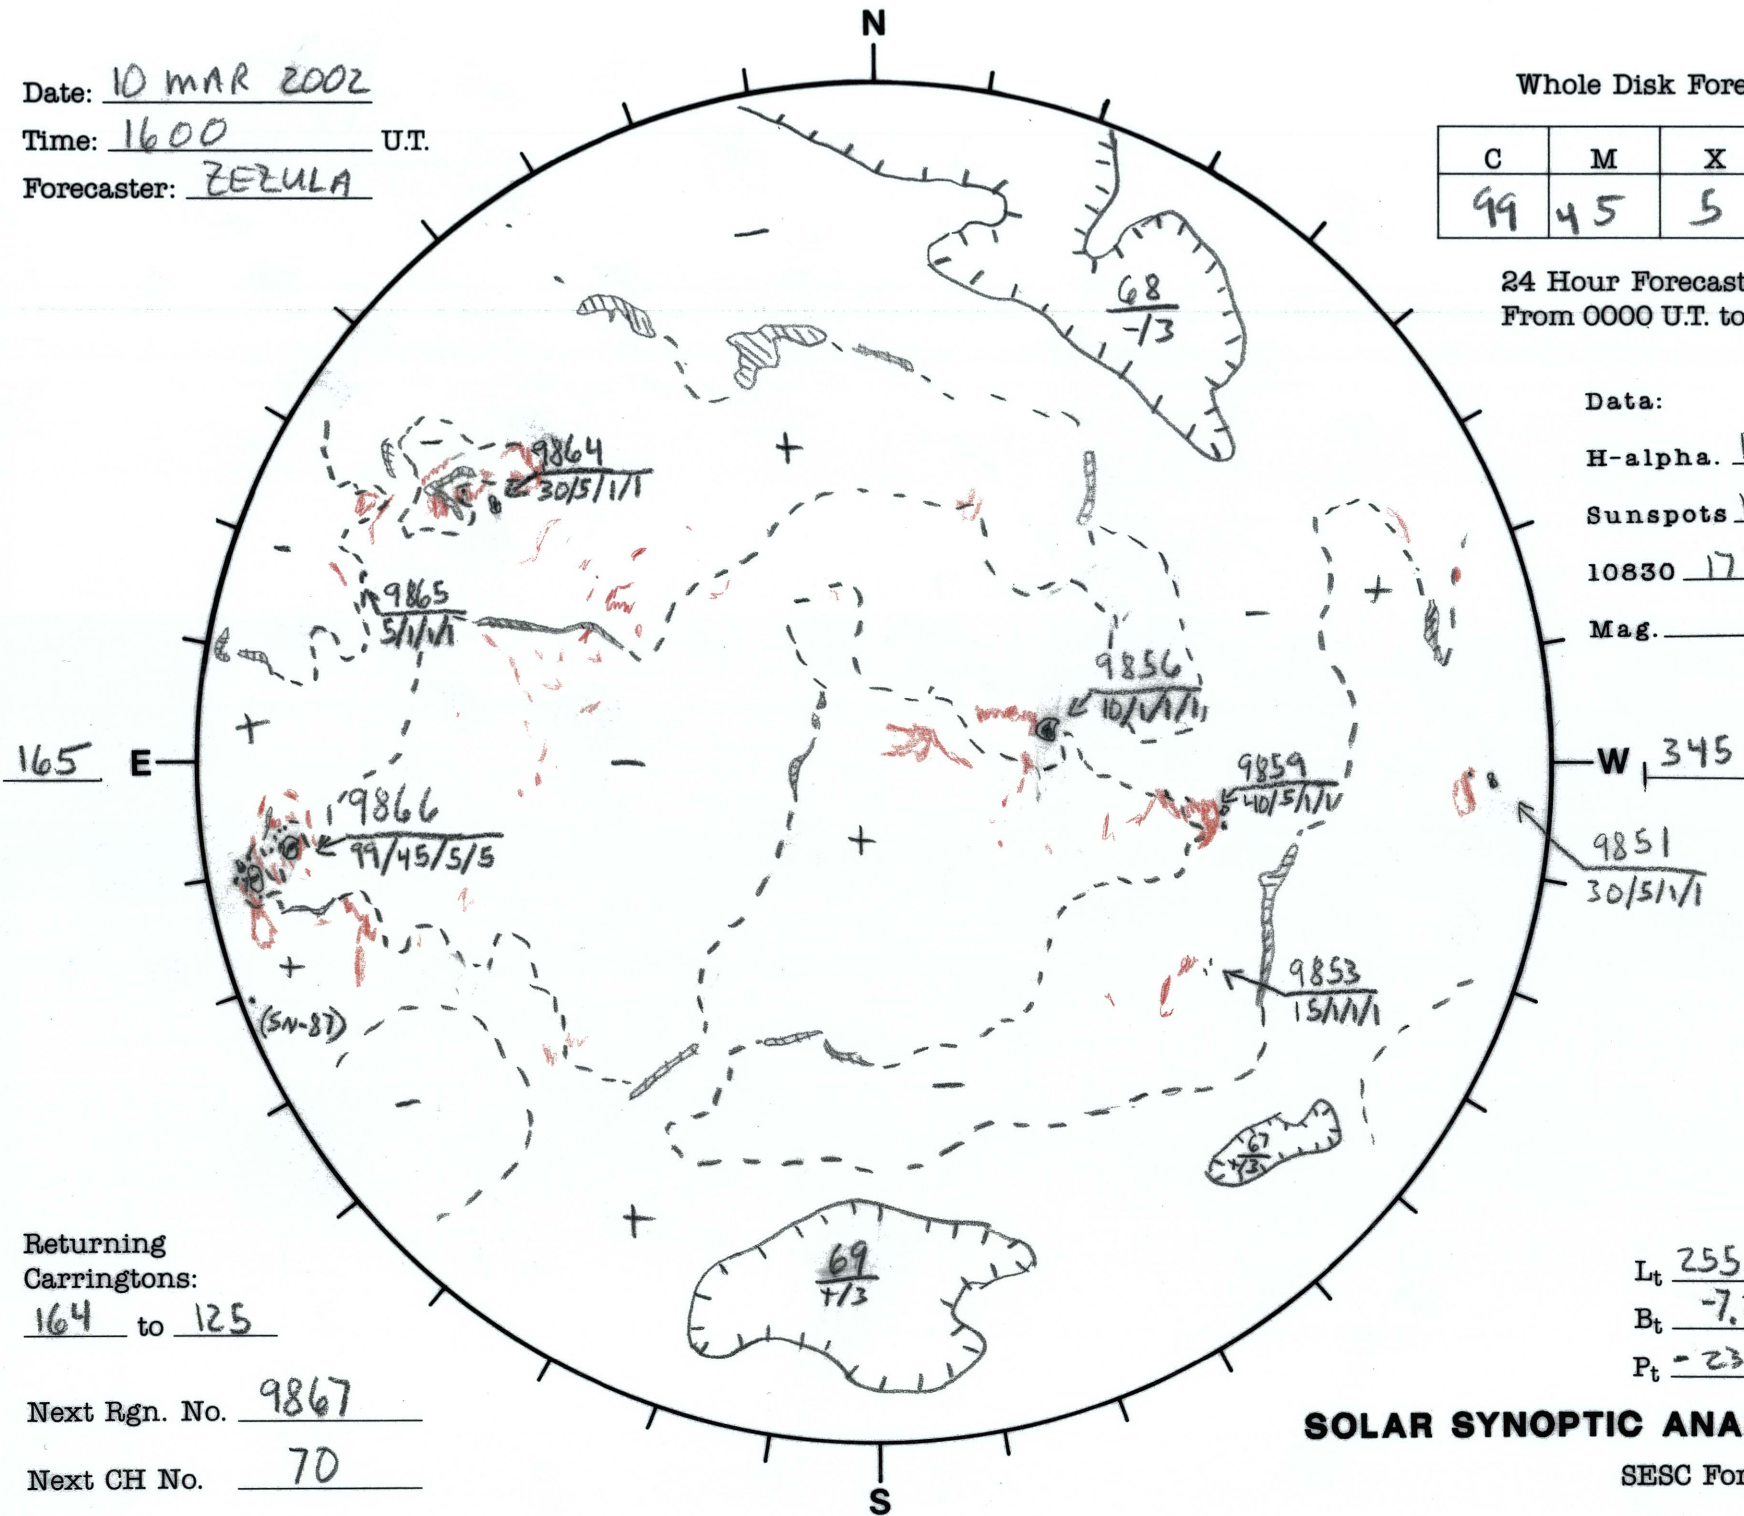 N
Date: 10 MAR 2002
Time: 1600 U.T.
Forecaster: ZEZULA
Whole Disk Fore
C M X
99 45 5
24 Hour Forecast
From 0000 U.T. to
68
-/3
Data:
H-alpha.
Sunspots
10830 17
Mag.
9864
30/5/1/1
9865
5/1/1/1
9856
10/1/1/1
165 E
W 345
9859
40/5/1/1
9866
99/45/5/5
9851
30/5/1/1
9853
15/1/1/1
(SN-87)
67
+/3
69
+/3
Returning
Carringtons:
164 to 125
Lt 255
Bt -7.
Pt -23
Next Rgn. No. 9867
Next CH No. 70
SOLAR SYNOPTIC ANA
SESC For
S